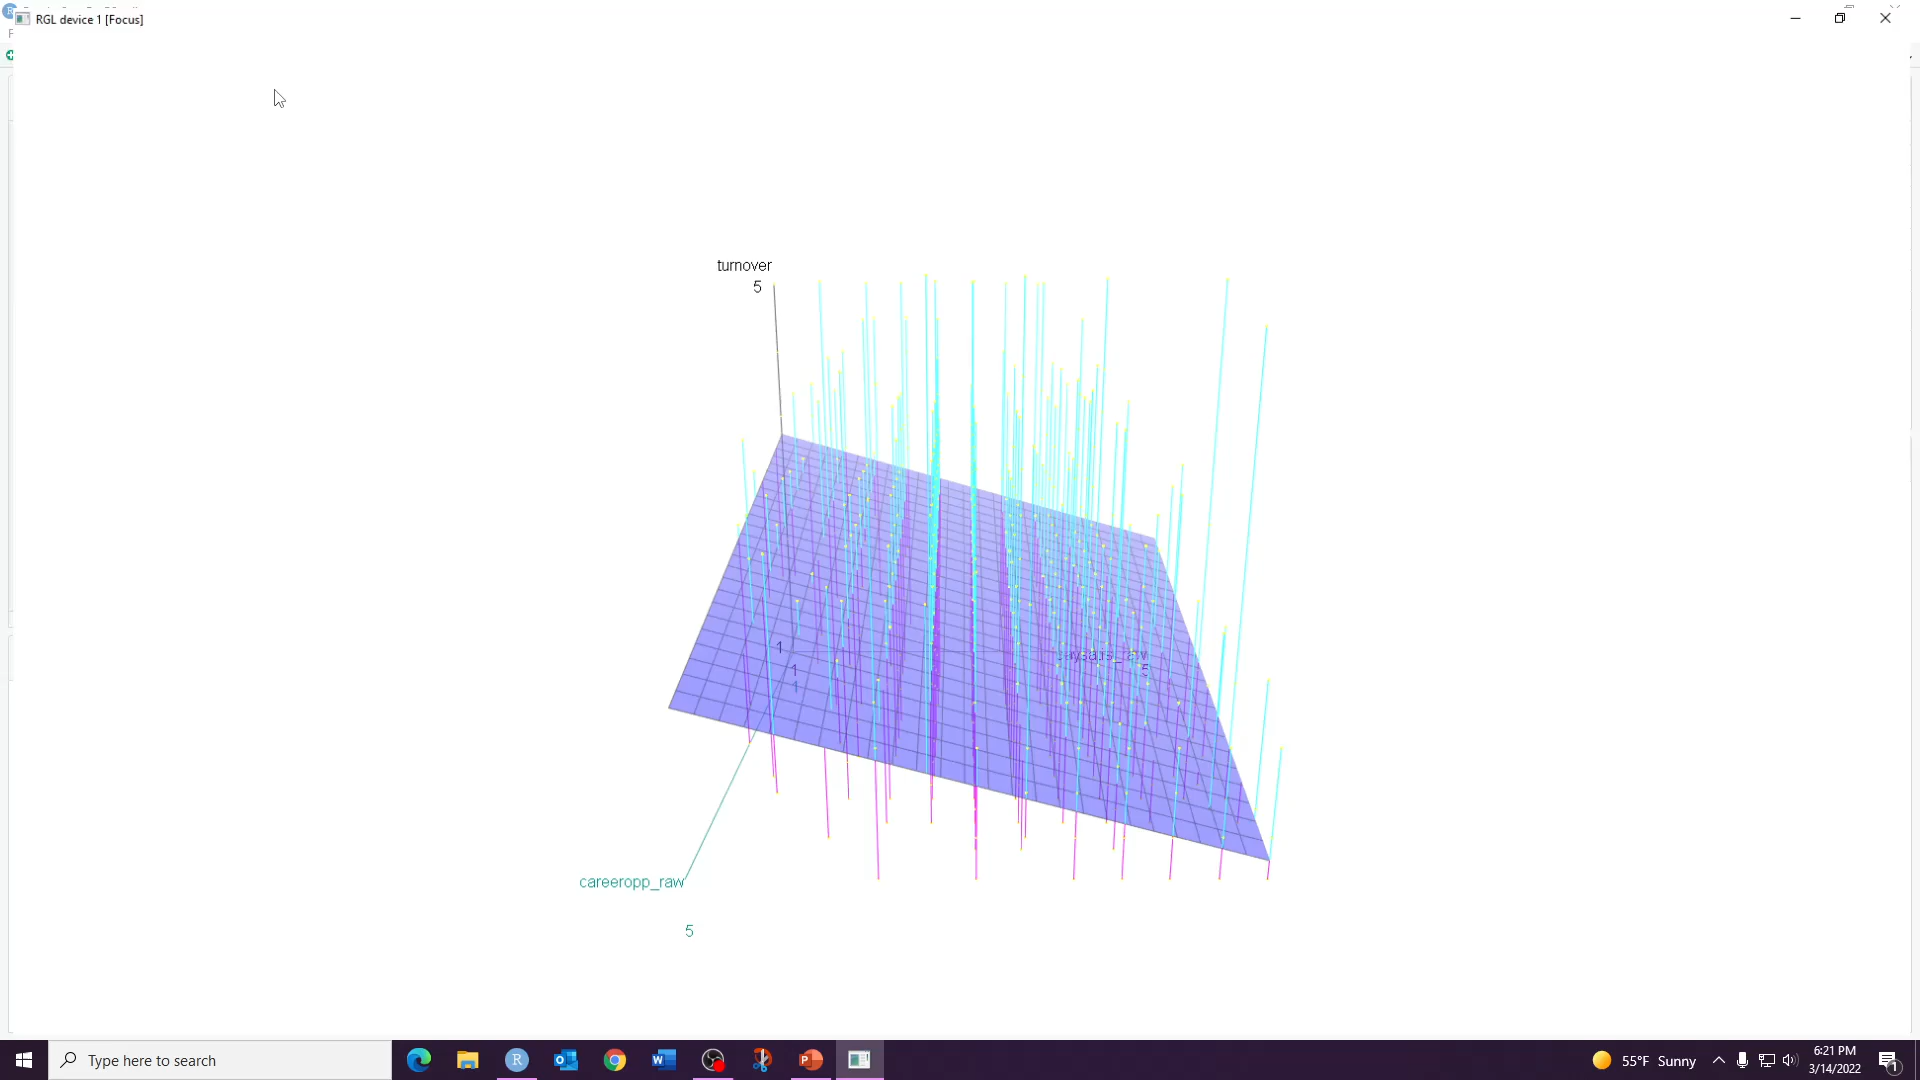 RGL device 1 [Focus]
turnover
5
1
1
1
5
careeropp_raw
5
Type here to search
55°F Sunny
6:21 PM
3/14/2022
1